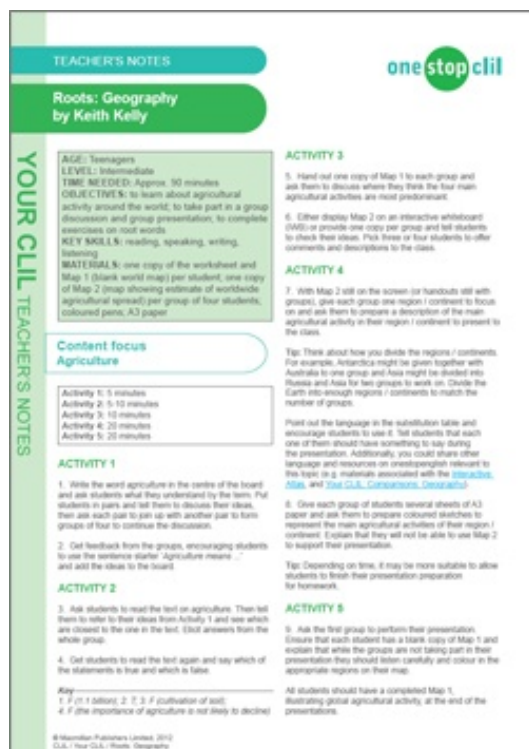 TEACHER'S NOTES
one stop clil
Roots: Geography
by Keith Kelly
YOUR CLIL TEACHER'S NOTES
AGE: Teenagers
LEVEL: Intermediate
TIME NEEDED: Approx. 90 minutes
OBJECTIVES: to learn about agricultural
activity around the world; to take part in a group
discussion and group presentation; to complete
exercises on root words
KEY SKILLS: reading, speaking, writing,
listening
MATERIALS: one copy of the worksheet and
Map 1 (blank world map) per student; one copy
of Map 2 (map showing estimate of worldwide
agricultural spread) per group of four students;
coloured pens; A3 paper
Content focus
Agriculture
Activity 1: 5 minutes
Activity 2: 5-10 minutes
Activity 3: 10 minutes
Activity 4: 20 minutes
Activity 5: 20 minutes
ACTIVITY 1
1. Write the word agriculture in the centre of the board
and ask students what they understand by the term. Put
students in pairs and tell them to discuss their ideas,
then ask each pair to join up with another pair to form
groups of four to continue the discussion.
2. Get feedback from the groups, encouraging students
to use the sentence starter 'Agriculture means ...'
and add the ideas to the board.
ACTIVITY 2
3. Ask students to read the text on agriculture. Then tell
them to refer to their ideas from Activity 1 and see which
are closest to the one in the text. Elicit answers from the
whole group.
4. Get students to read the text again and say which of
the statements is true and which is false.
Key
1. F (1.1 billion); 2. T; 3. F (cultivation of soil);
4. F (the importance of agriculture is not likely to decline)
ACTIVITY 3
5. Hand out one copy of Map 1 to each group and
ask them to discuss where they think the four main
agricultural activities are most predominant.
6. Either display Map 2 on an interactive whiteboard
(IWB) or provide one copy per group and tell students
to check their ideas. Pick three or four students to offer
comments and descriptions to the class.
ACTIVITY 4
7. With Map 2 still on the screen (or handouts still with
groups), give each group one region / continent to focus
on and ask them to prepare a description of the main
agricultural activity in their region / continent to present to
the class.
Tip: Think about how you divide the regions / continents.
For example, Antarctica might be given together with
Australia to one group and Asia might be divided into
Russia and Asia for two groups to work on. Divide the
Earth into enough regions / continents to match the
number of groups.
Point out the language in the substitution table and
encourage students to use it. Tell students that each
one of them should have something to say during
the presentation. Additionally, you could share other
language and resources on onestopenglish relevant to
this topic (e.g. materials associated with the Interactive
Atlas, and Your CLIL: Comparisons: Geography).
8. Give each group of students several sheets of A3
paper and ask them to prepare coloured sketches to
represent the main agricultural activities of their region /
continent. Explain that they will not be able to use Map 2
to support their presentation.
Tip: Depending on time, it may be more suitable to allow
students to finish their presentation preparation
for homework.
ACTIVITY 5
9. Ask the first group to perform their presentation.
Ensure that each student has a blank copy of Map 1 and
explain that while the groups are not taking part in their
presentation they should listen carefully and colour in the
appropriate regions on their map.
All students should have a completed Map 1,
illustrating global agricultural activity, at the end of the
presentations.
© Macmillan Publishers Limited, 2012
CLIL / Your CLIL / Roots: Geography